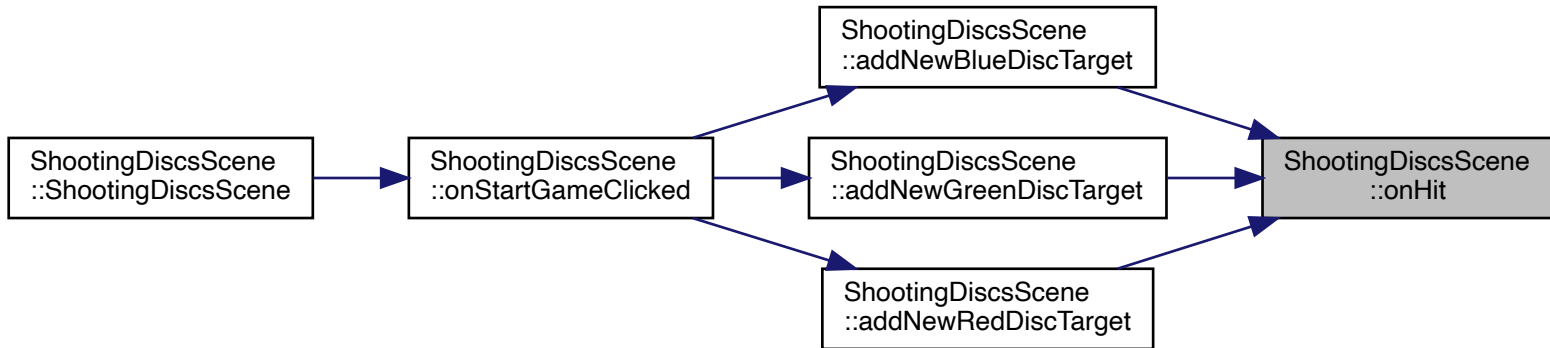 ShootingDiscsScene
::ShootingDiscsScene
ShootingDiscsScene
::onStartGameClicked
ShootingDiscsScene
::addNewBlueDiscTarget
ShootingDiscsScene
::addNewGreenDiscTarget
ShootingDiscsScene
::addNewRedDiscTarget
ShootingDiscsScene
::onHit